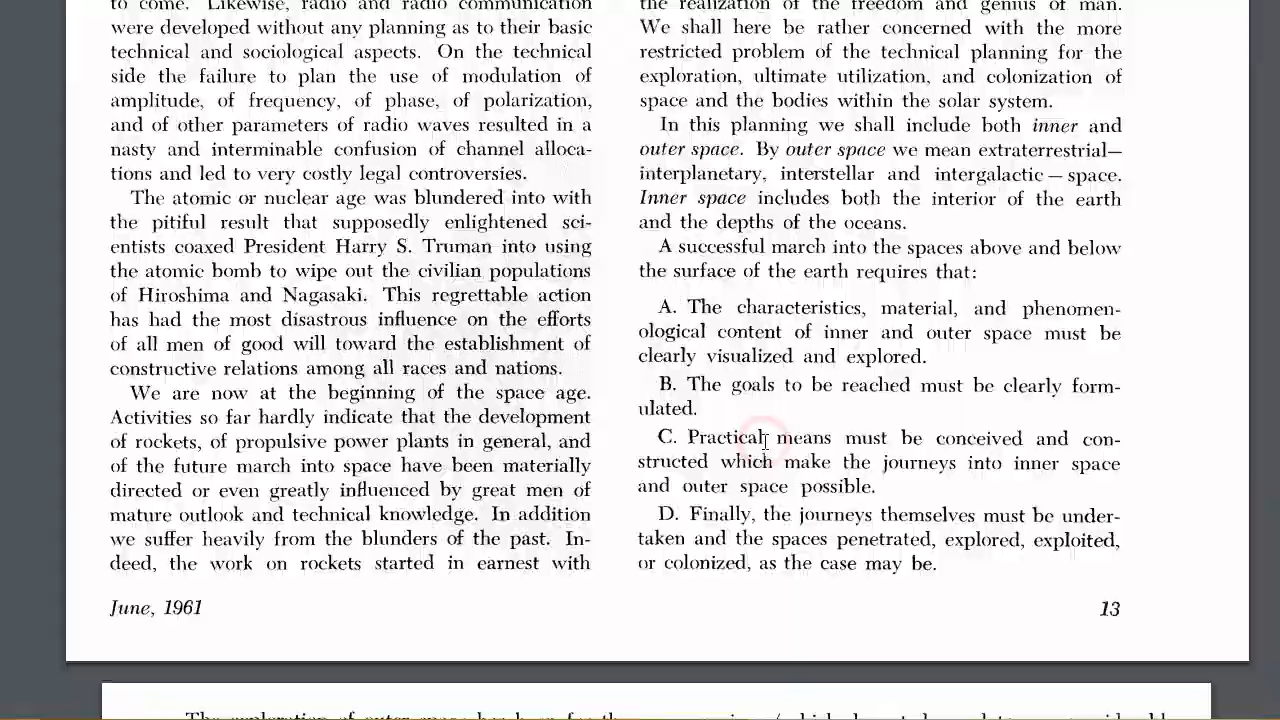 to come. Likewise, radio and radio communication
were developed without any planning as to their basic
technical and sociological aspects. On the technical
side the failure to plan the use of modulation of
amplitude, of frequency, of phase, of polarization,
and of other parameters of radio waves resulted in a
nasty and interminable confusion of channel alloca-
tions and led to very costly legal controversies.
The atomic or nuclear age was blundered into with
the pitiful result that supposedly enlightened sci-
entists coaxed President Harry S. Truman into using
the atomic bomb to wipe out the civilian populations
of Hiroshima and Nagasaki. This regrettable action
has had the most disastrous influence on the efforts
of all men of good will toward the establishment of
constructive relations among all races and nations.
We are now at the beginning of the space age.
Activities so far hardly indicate that the development
of rockets, of propulsive power plants in general, and
of the future march into space have been materially
directed or even greatly influenced by great men of
mature outlook and technical knowledge. In addition
we suffer heavily from the blunders of the past. In-
deed, the work on rockets started in earnest with
the realization of the freedom and genius of man.
We shall here be rather concerned with the more
restricted problem of the technical planning for the
exploration, ultimate utilization, and colonization of
space and the bodies within the solar system.
In this planning we shall include both inner and
outer space. By outer space we mean extraterrestrial—
interplanetary, interstellar and intergalactic — space.
Inner space includes both the interior of the earth
and the depths of the oceans.
A successful march into the spaces above and below
the surface of the earth requires that:
A. The characteristics, material, and phenomen-
ological content of inner and outer space must be
clearly visualized and explored.
B. The goals to be reached must be clearly form-
ulated.
C. Practical means must be conceived and con-
structed which make the journeys into inner space
and outer space possible.
D. Finally, the journeys themselves must be under-
taken and the spaces penetrated, explored, exploited,
or colonized, as the case may be.
June, 1961
13
The exploration of outer space has been for the